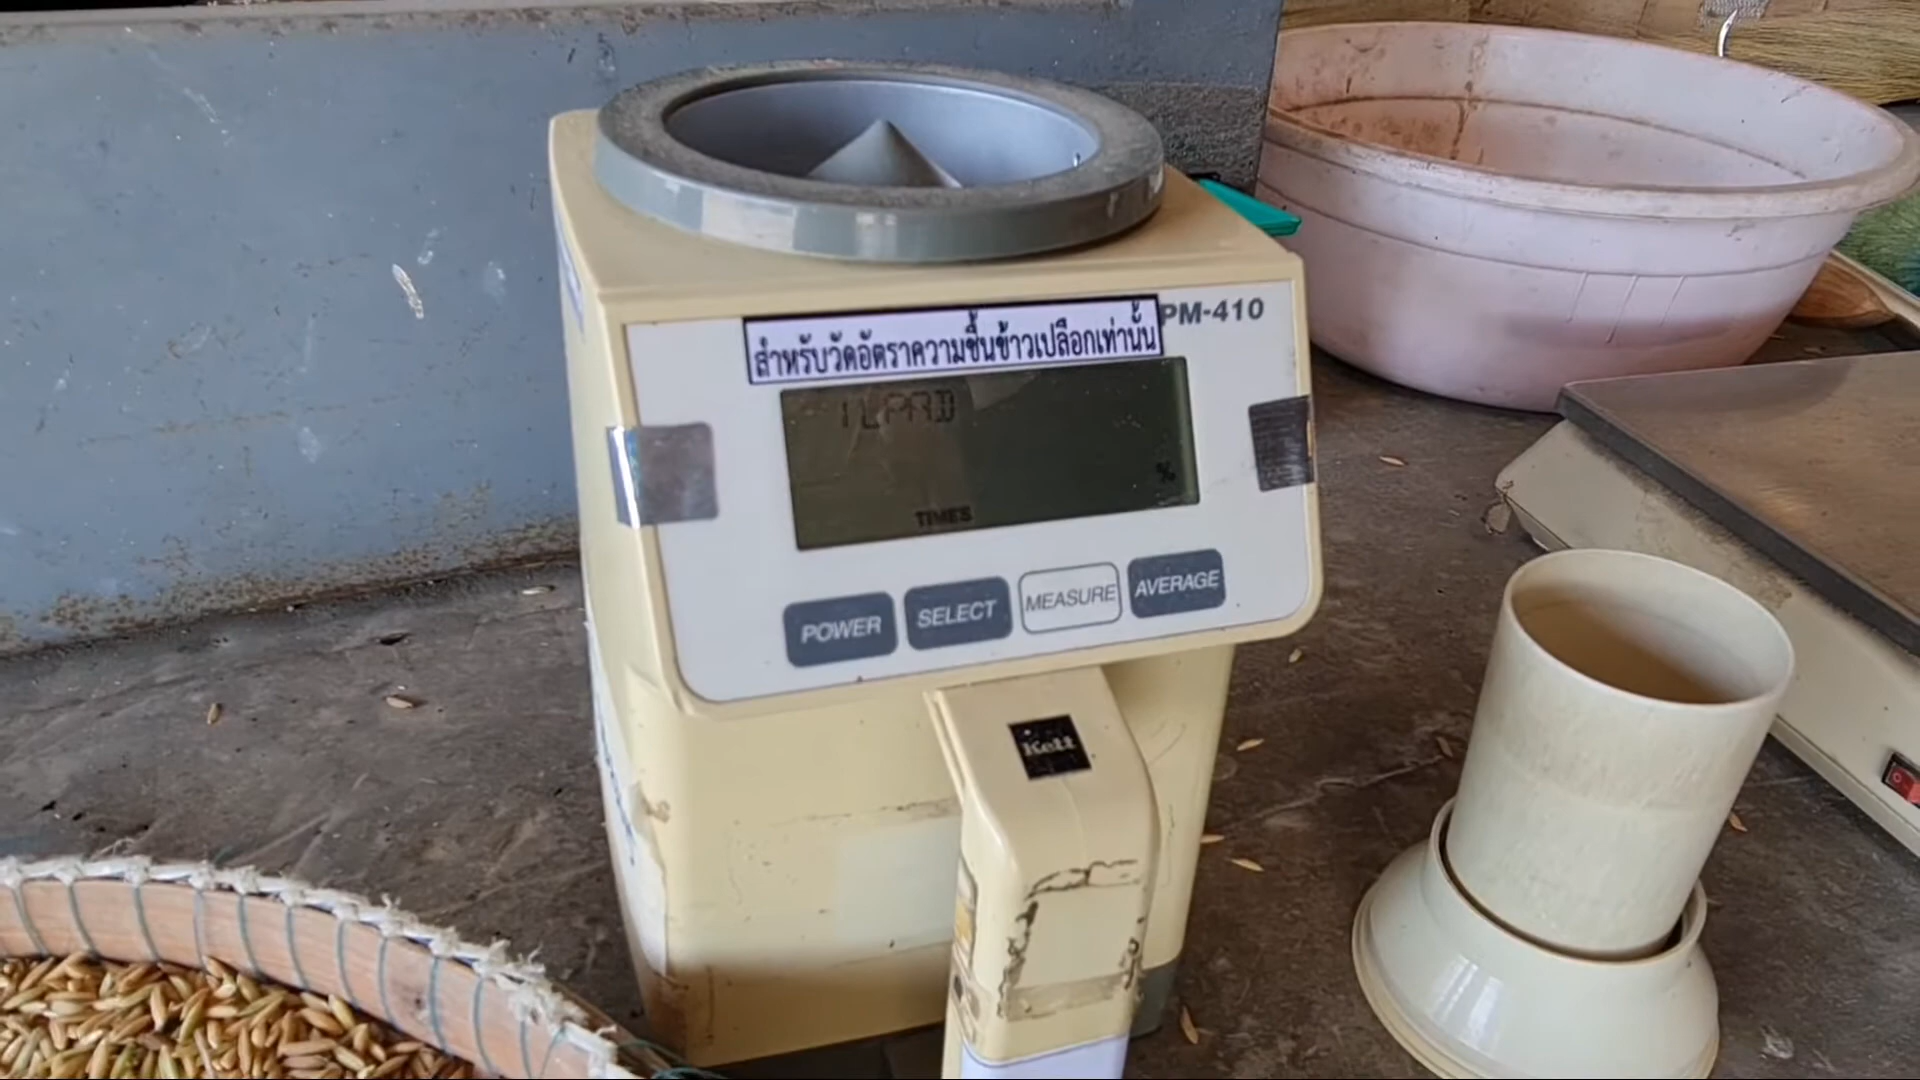 PM-410
สำหรับวัดอัตราความชื้นข้าวเปลือกเท่านั้น
%
TIMES
POWER SELECT MEASURE AVERAGE
Kett